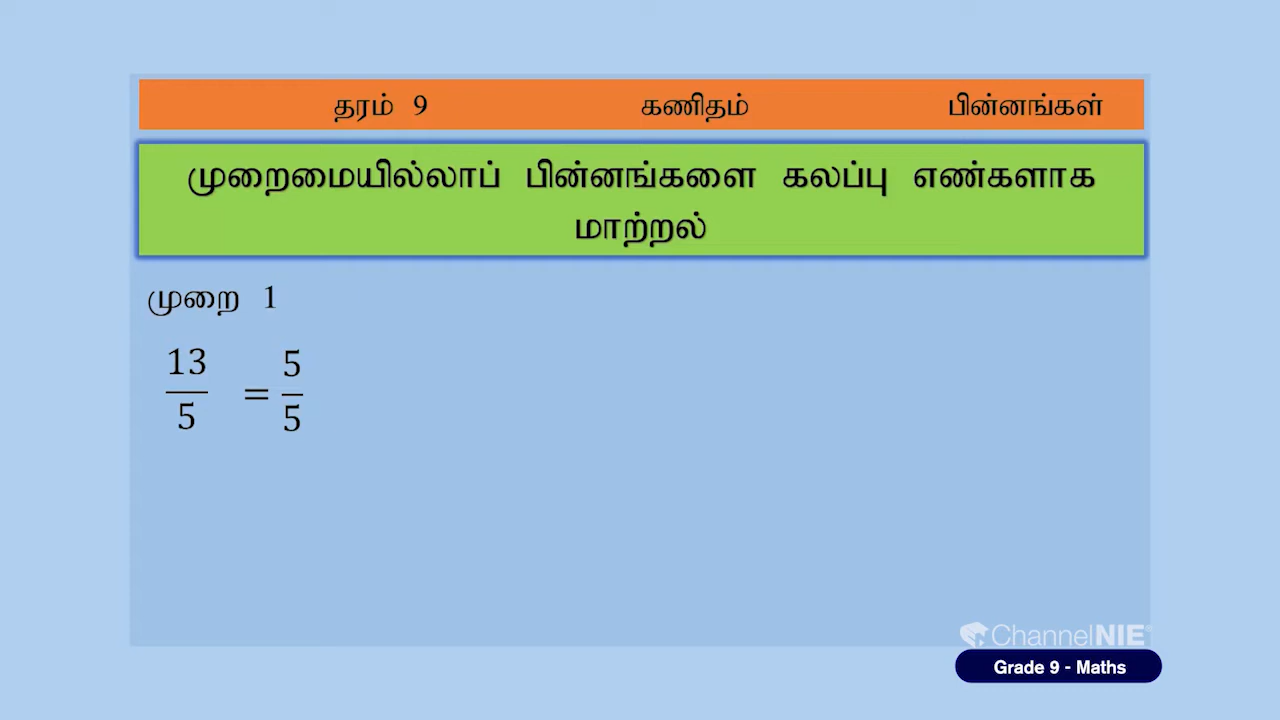 தரம் 9 கணிதம் பின்னங்கள்
முறைமையில்லாப் பின்னங்களை கலப்பு எண்களாக
மாற்றல்
முறை 1
13/5 = 5/5
ChannelNIE
Grade 9 - Maths